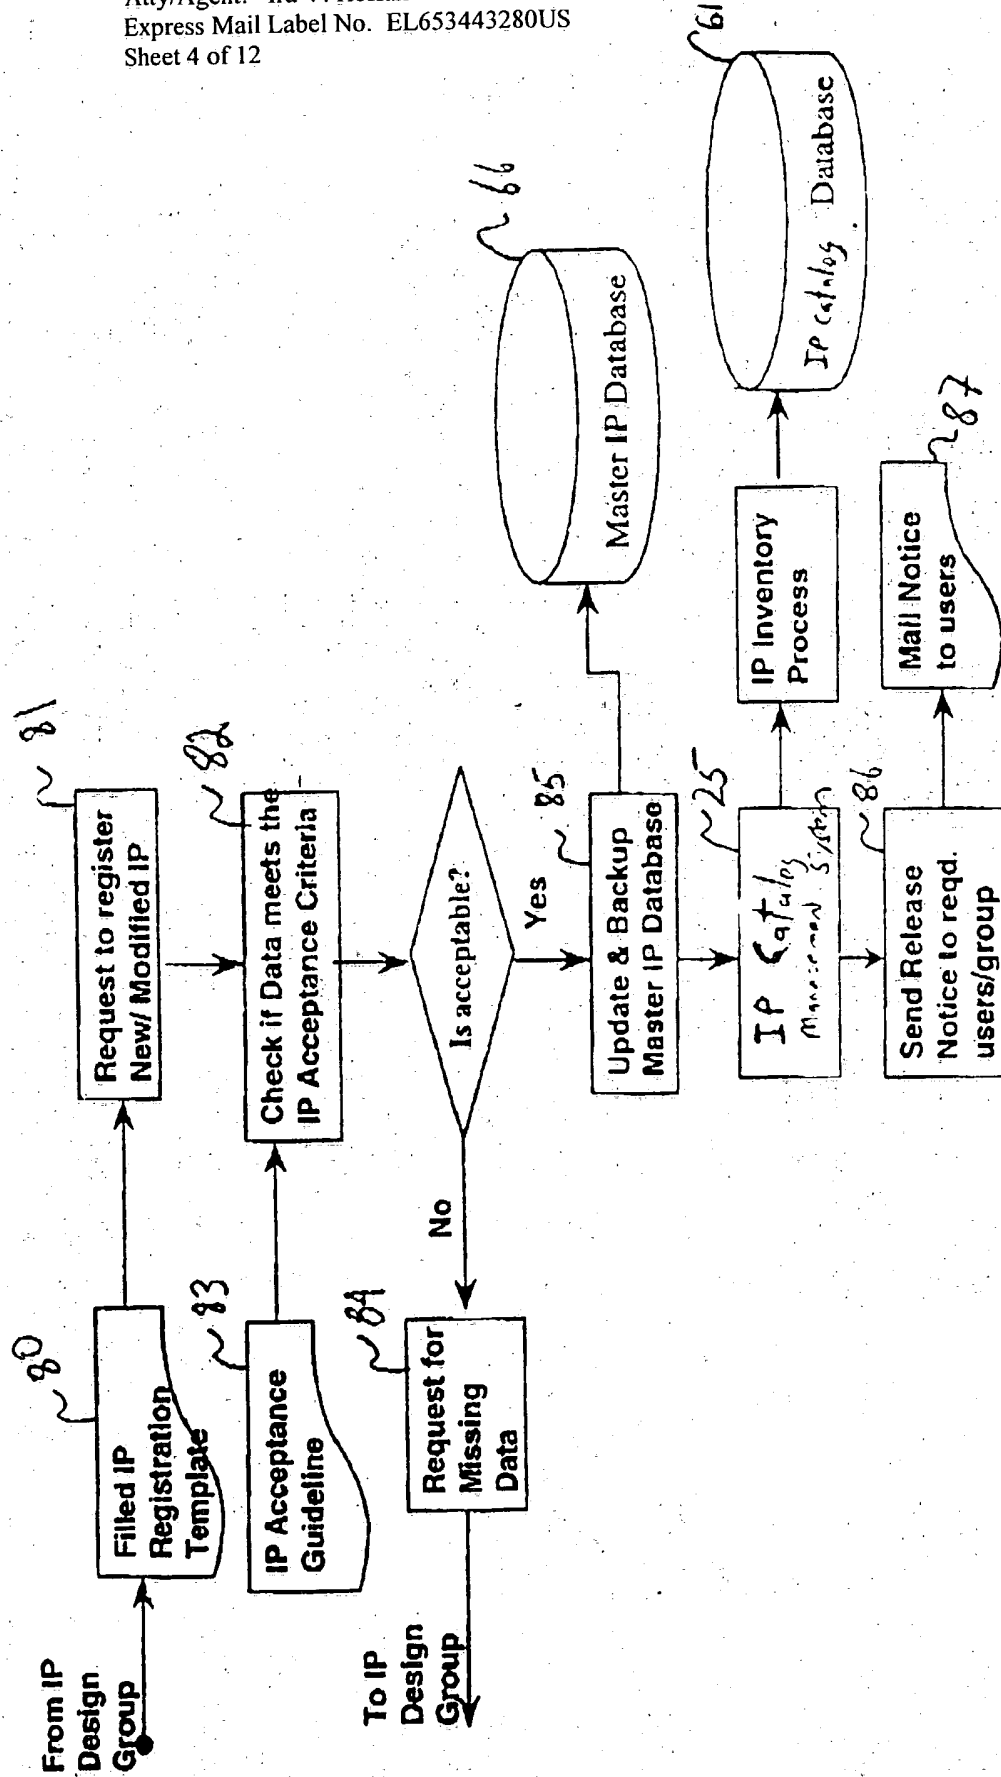 Express Mail Label No. EL653443280US
Sheet 4 of 12
From IP
Design
Group
80
Filled IP
Registration
Template
81
Request to register
New/ Modified IP
83
IP Acceptance
Guideline
82
Check if Data meets the
IP Acceptance Criteria
Is acceptable?
No
Yes
84
Request for
Missing
Data
To IP
Design
Group
85
Update & Backup
Master IP Database
66
Master IP Database
25
IP Catalog
Management System
IP Inventory
Process
61
IP Catalog Database
86
Send Release
Notice to reqd.
users/group
87
Mail Notice
to users